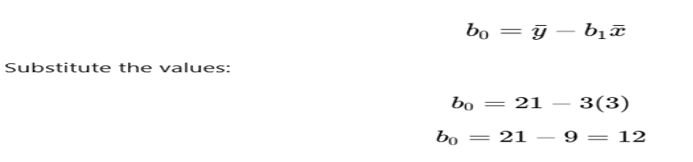 b₀ = ȳ − b₁x̄
Substitute the values:
b₀ = 21 − 3(3)
b₀ = 21 − 9 = 12